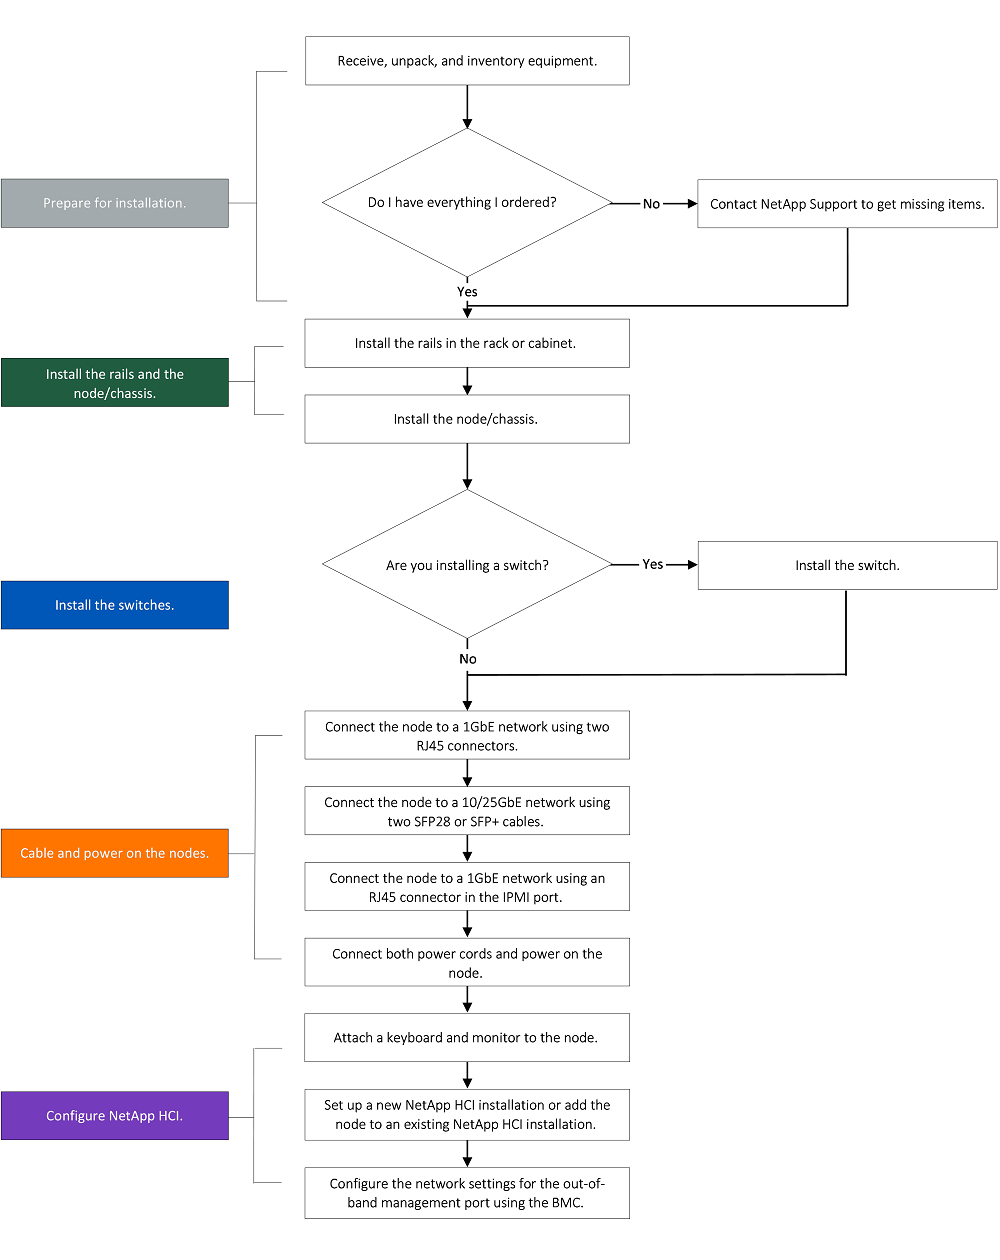 Receive, unpack, and inventory equipment.
Prepare for installation.
Do I have everything I ordered?
No
Contact NetApp Support to get missing items.
Yes
Install the rails in the rack or cabinet.
Install the rails and the
node/chassis.
Install the node/chassis.
Are you installing a switch?
Yes
Install the switch.
Install the switches.
No
Connect the node to a 1GbE network using two
RJ45 connectors.
Connect the node to a 10/25GbE network using
two SFP28 or SFP+ cables.
Cable and power on the nodes.
Connect the node to a 1GbE network using an
RJ45 connector in the IPMI port.
Connect both power cords and power on the
node.
Attach a keyboard and monitor to the node.
Configure NetApp HCI.
Set up a new NetApp HCI installation or add the
node to an existing NetApp HCI installation.
Configure the network settings for the out-of-
band management port using the BMC.